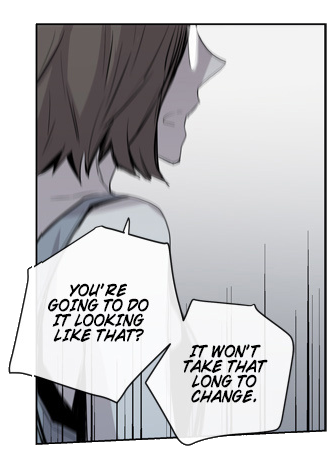 YOU'RE
GOING TO DO
IT LOOKING
LIKE THAT?
IT WON'T
TAKE THAT
LONG TO
CHANGE.